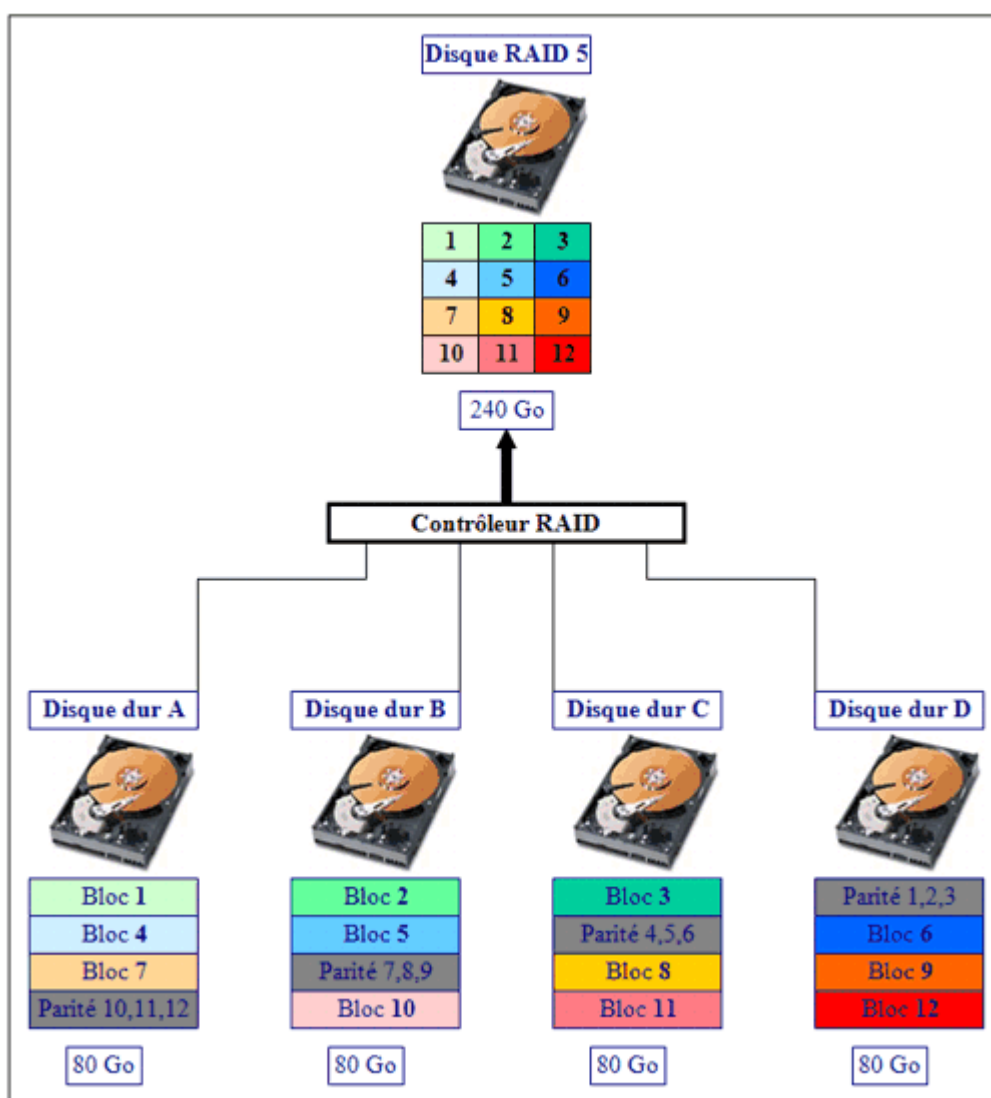 Disque RAID 5
1 2 3
4 5 6
7 8 9
10 11 12
240 Go
Contrôleur RAID
Disque dur A Disque dur B Disque dur C Disque dur D
Bloc 1 Bloc 2 Bloc 3 Parité 1,2,3
Bloc 4 Bloc 5 Parité 4,5,6 Bloc 6
Bloc 7 Parité 7,8,9 Bloc 8 Bloc 9
Parité 10,11,12 Bloc 10 Bloc 11 Bloc 12
80 Go 80 Go 80 Go 80 Go